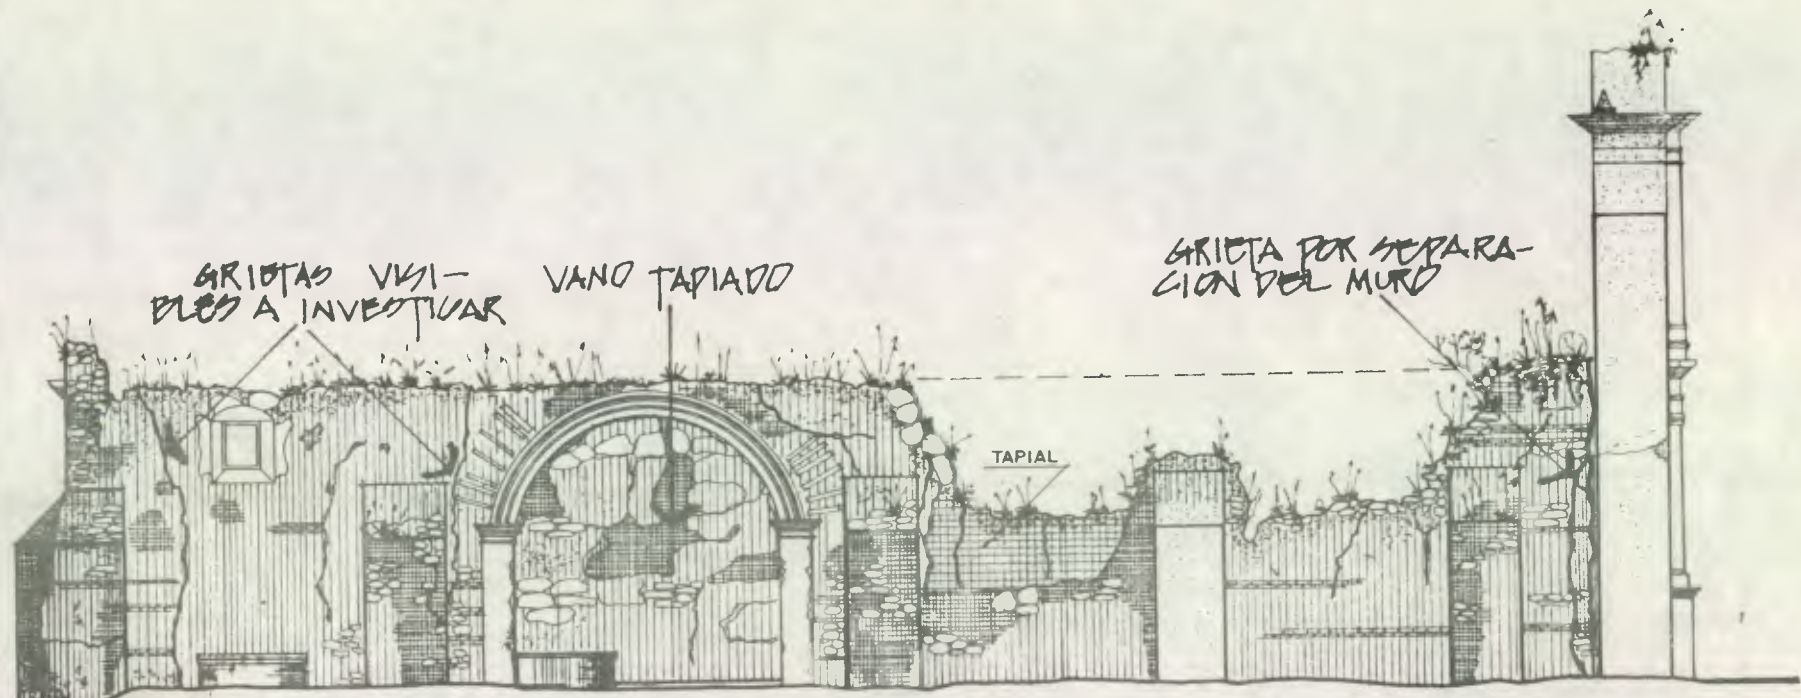 GRIETAS VISI-
BLES A INVESTIGAR
VANO TAPIADO
GRIETA POR SEPARA-
CION DEL MURO
TAPIAL